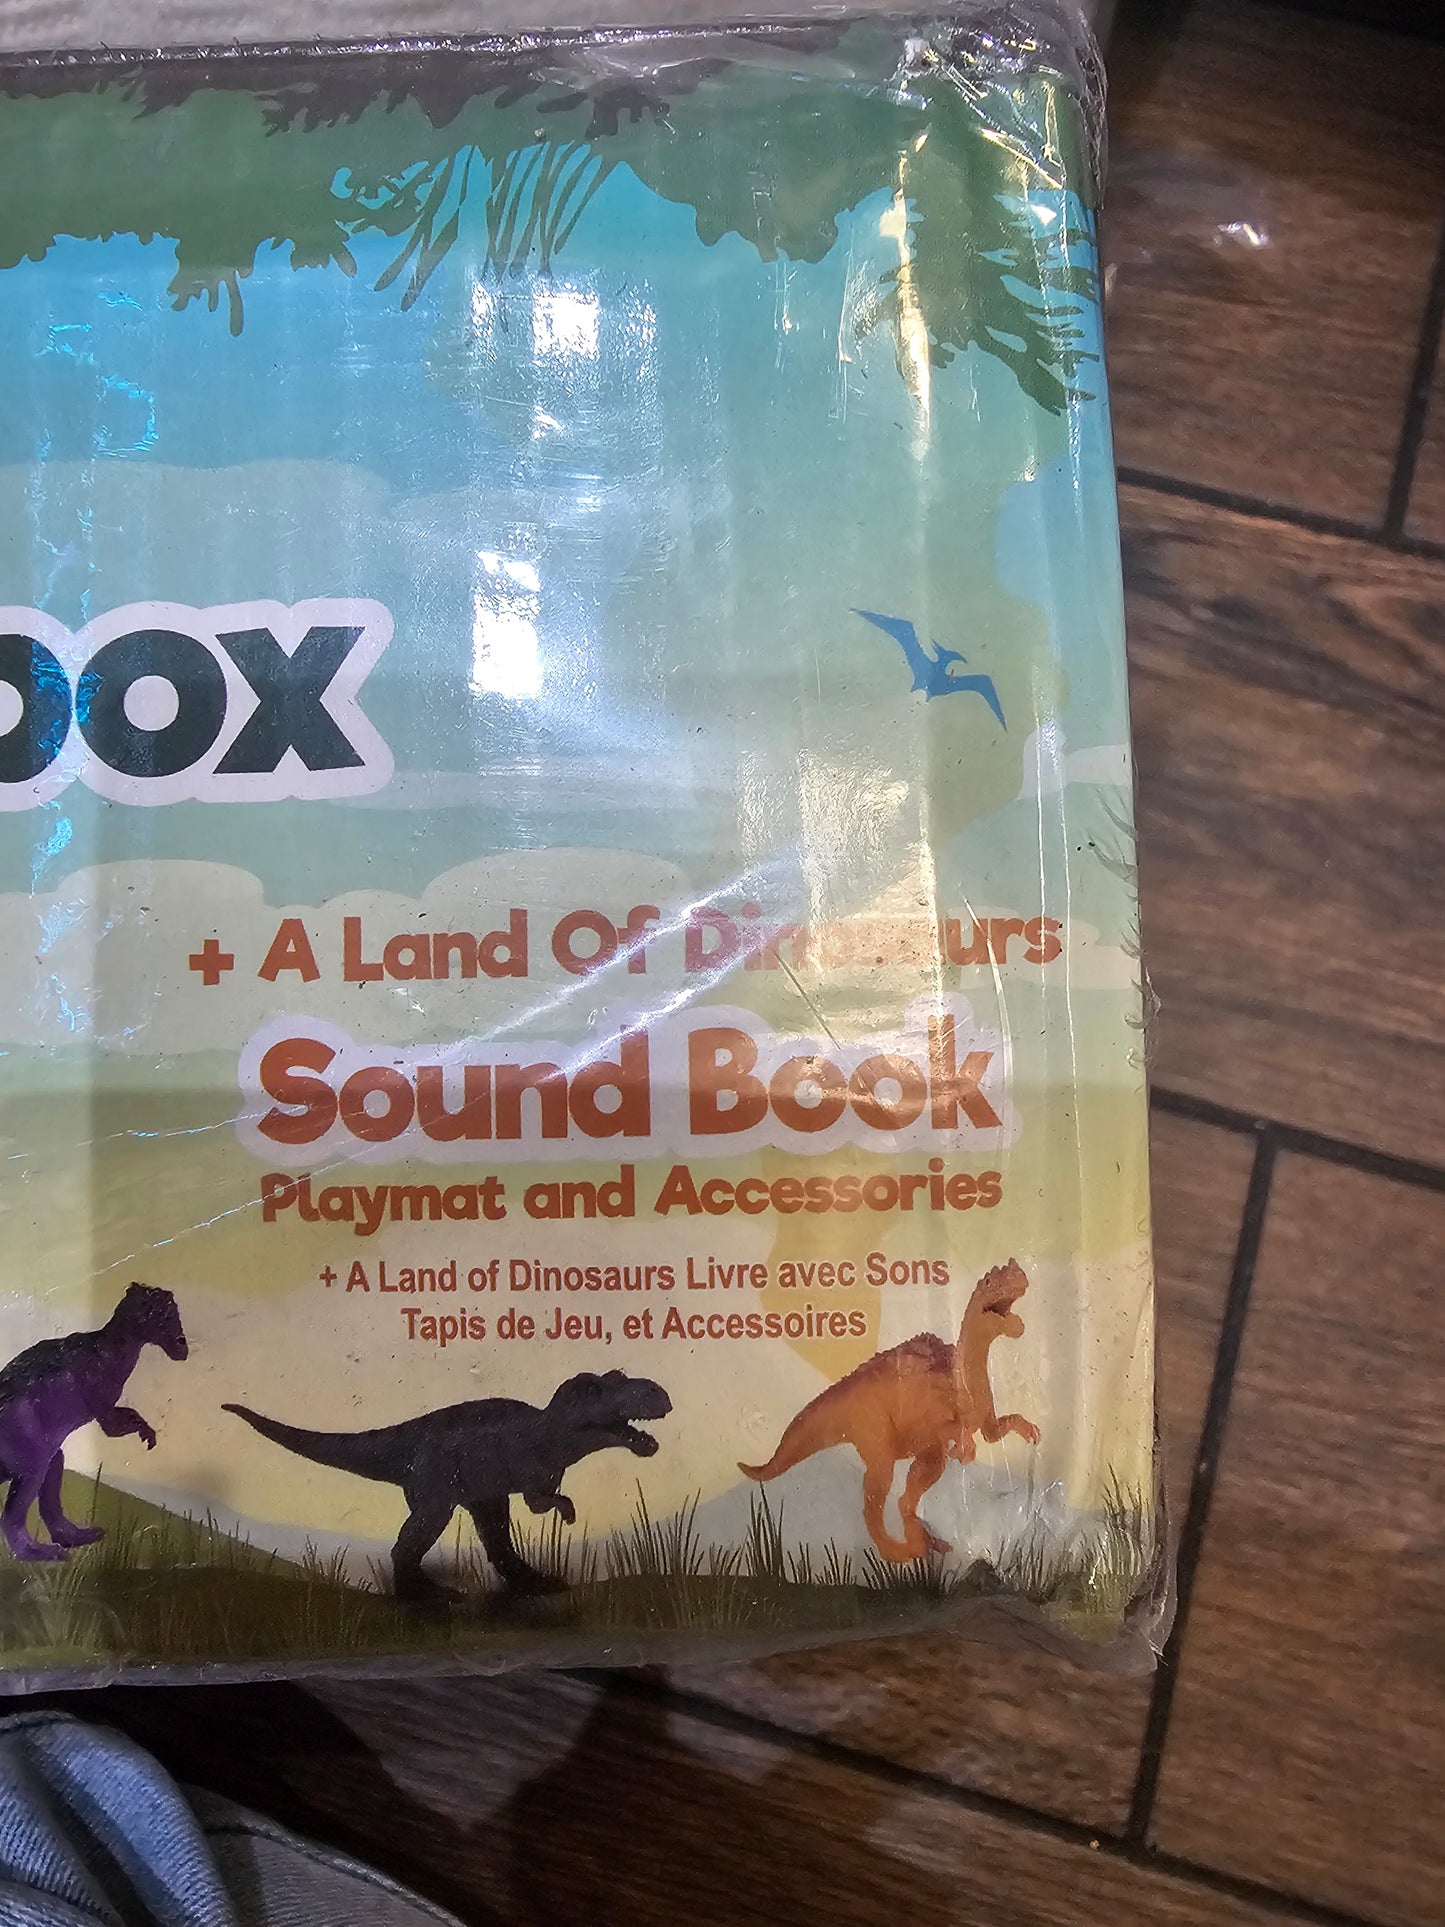 box
+ A Land Of Dinosaurs
Sound Book
Playmat and Accessories
+ A Land of Dinosaurs Livre avec Sons
Tapis de Jeu, et Accessoires